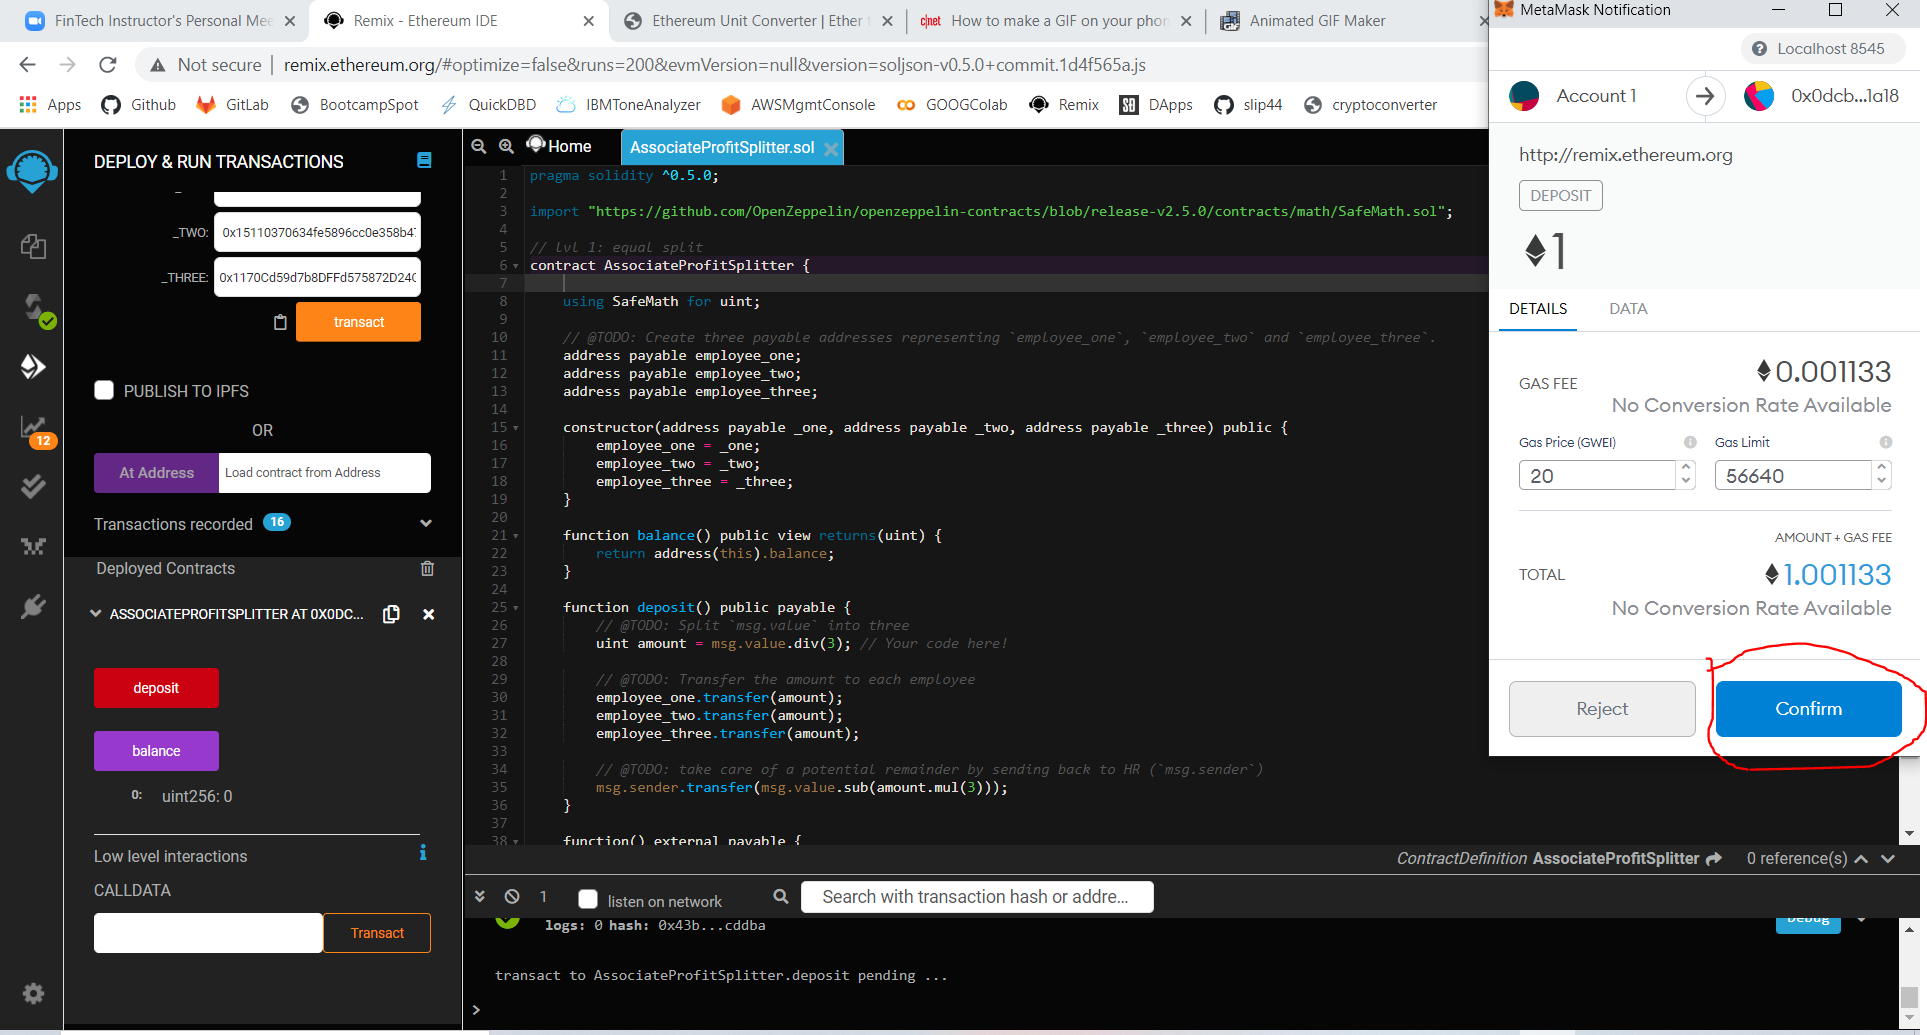 FinTech Instructor's Personal Mee
Remix - Ethereum IDE
Ethereum Unit Converter | Ether t
c|net How to make a GIF on your phon
Animated GIF Maker
Not secure | remix.ethereum.org/#optimize=false&runs=200&evmVersion=null&version=soljson-v0.5.0+commit.1d4f565a.js
Apps Github GitLab BootcampSpot QuickDBD IBMToneAnalyzer AWSMgmtConsole GOOGColab Remix DApps slip44 cryptoconverter
DEPLOY & RUN TRANSACTIONS
_TWO: 0x15110370634fe5896cc0e358b47
_THREE: 0x1170Cd59d7b8DFFd575872D24C
transact
PUBLISH TO IPFS
OR
At Address Load contract from Address
Transactions recorded 16
12
Deployed Contracts
ASSOCIATEPROFITSPLITTER AT 0X0DC...
deposit
balance
0: uint256: 0
Low level interactions
CALLDATA
Transact
Home AssociateProfitSplitter.sol
1 pragma solidity ^0.5.0;
2
3 import "https://github.com/OpenZeppelin/openzeppelin-contracts/blob/release-v2.5.0/contracts/math/SafeMath.sol";
4
5 // lvl 1: equal split
6 contract AssociateProfitSplitter {
7
8 using SafeMath for uint;
9
10 // @TODO: Create three payable addresses representing `employee_one`, `employee_two` and `employee_three`.
11 address payable employee_one;
12 address payable employee_two;
13 address payable employee_three;
14
15 constructor(address payable _one, address payable _two, address payable _three) public {
16 employee_one = _one;
17 employee_two = _two;
18 employee_three = _three;
19 }
20
21 function balance() public view returns(uint) {
22 return address(this).balance;
23 }
24
25 function deposit() public payable {
26 // @TODO: Split `msg.value` into three
27 uint amount = msg.value.div(3); // Your code here!
28
29 // @TODO: Transfer the amount to each employee
30 employee_one.transfer(amount);
31 employee_two.transfer(amount);
32 employee_three.transfer(amount);
33
34 // @TODO: take care of a potential remainder by sending back to HR (`msg.sender`)
35 msg.sender.transfer(msg.value.sub(amount.mul(3)));
36 }
37
38 function() external payable {
ContractDefinition AssociateProfitSplitter 0 reference(s)
1 listen on network Search with transaction hash or addre...
logs: 0 hash: 0x43b...cddba
Debug
transact to AssociateProfitSplitter.deposit pending ...
>
MetaMask Notification
Localhost 8545
Account 1 0x0dcb...1a18
http://remix.ethereum.org
DEPOSIT
1
DETAILS DATA
GAS FEE 0.001133
No Conversion Rate Available
Gas Price (GWEI) Gas Limit
20 56640
AMOUNT + GAS FEE
TOTAL 1.001133
No Conversion Rate Available
Reject Confirm